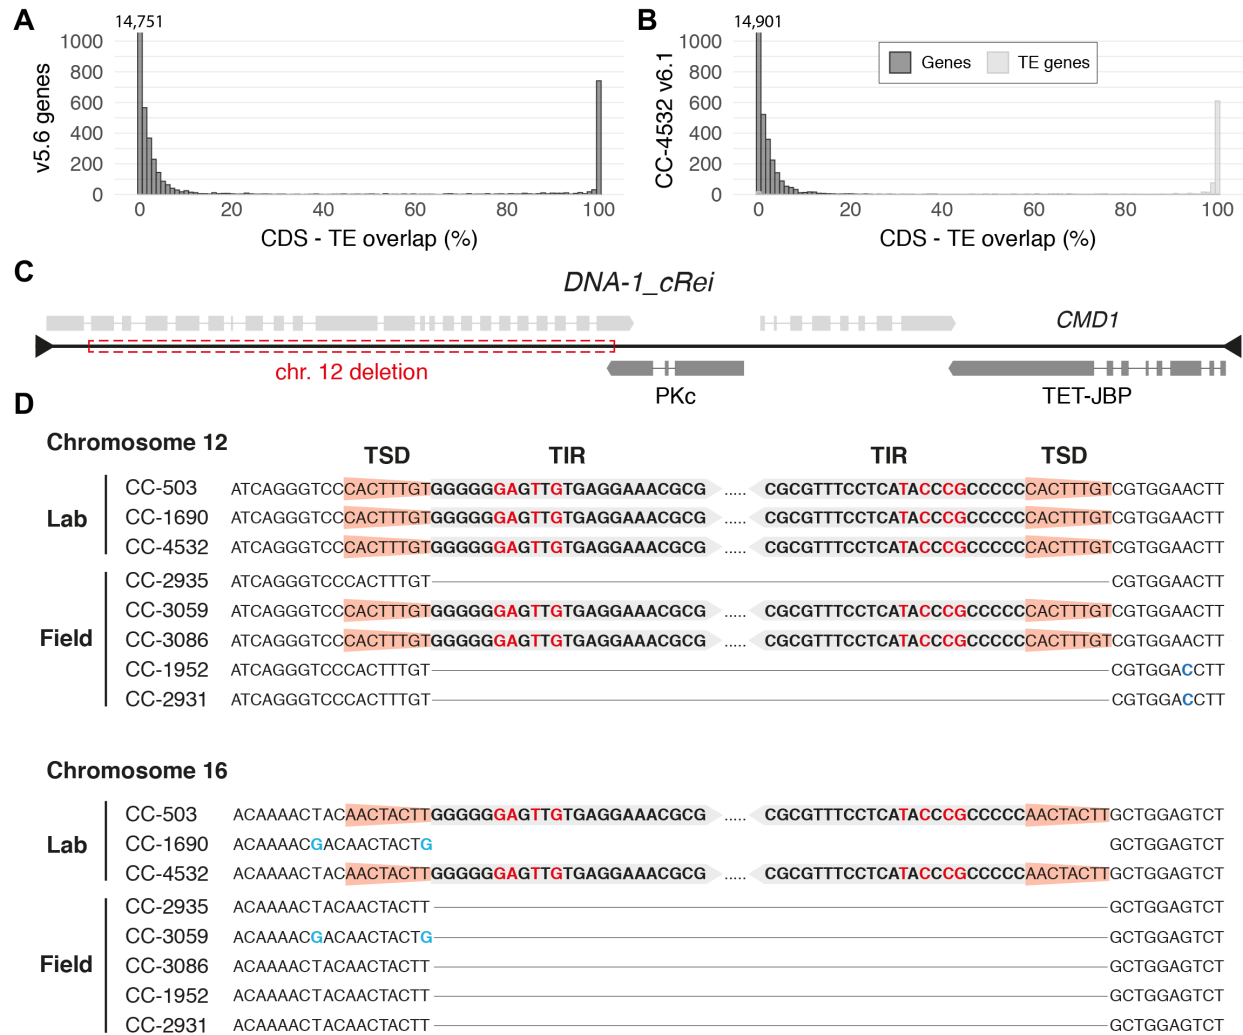 A
14,751
1000
800
600
400
200
0
v5.6 genes
0 20 40 60 80 100
CDS - TE overlap (%)
B
14,901
1000
800
600
400
200
0
CC-4532 v6.1
Genes TE genes
0 20 40 60 80 100
CDS - TE overlap (%)
C
DNA-1_cRei
CMD1
chr. 12 deletion
PKc
TET-JBP
D
Chromosome 12
TSD TIR TIR TSD
Lab
CC-503 ATCAGGGTCCCACTTTGTGGGGGGAGTTGTGAGGAAACGCG ..... CGCGTTTCCTCATACCCGCCCCCCACTTTGTCGTGGAACTT
CC-1690 ATCAGGGTCCCACTTTGTGGGGGGAGTTGTGAGGAAACGCG ..... CGCGTTTCCTCATACCCGCCCCCCACTTTGTCGTGGAACTT
CC-4532 ATCAGGGTCCCACTTTGTGGGGGGAGTTGTGAGGAAACGCG ..... CGCGTTTCCTCATACCCGCCCCCCACTTTGTCGTGGAACTT
Field
CC-2935 ATCAGGGTCCCACTTTGT CGTGGAACTT
CC-3059 ATCAGGGTCCCACTTTGTGGGGGGAGTTGTGAGGAAACGCG ..... CGCGTTTCCTCATACCCGCCCCCCACTTTGTCGTGGAACTT
CC-3086 ATCAGGGTCCCACTTTGTGGGGGGAGTTGTGAGGAAACGCG ..... CGCGTTTCCTCATACCCGCCCCCCACTTTGTCGTGGAACTT
CC-1952 ATCAGGGTCCCACTTTGT CGTGGACCTT
CC-2931 ATCAGGGTCCCACTTTGT CGTGGACCTT
Chromosome 16
Lab
CC-503 ACAAAACTACAACTACTTGGGGGGAGTTGTGAGGAAACGCG ..... CGCGTTTCCTCATACCCGCCCCCAACTACTTGCTGGAGTCT
CC-1690 ACAAAACGACAACTACTG GCTGGAGTCT
CC-4532 ACAAAACTACAACTACTTGGGGGGAGTTGTGAGGAAACGCG ..... CGCGTTTCCTCATACCCGCCCCCAACTACTTGCTGGAGTCT
Field
CC-2935 ACAAAACTACAACTACTT GCTGGAGTCT
CC-3059 ACAAAACGACAACTACTG GCTGGAGTCT
CC-3086 ACAAAACTACAACTACTT GCTGGAGTCT
CC-1952 ACAAAACTACAACTACTT GCTGGAGTCT
CC-2931 ACAAAACTACAACTACTT GCTGGAGTCT